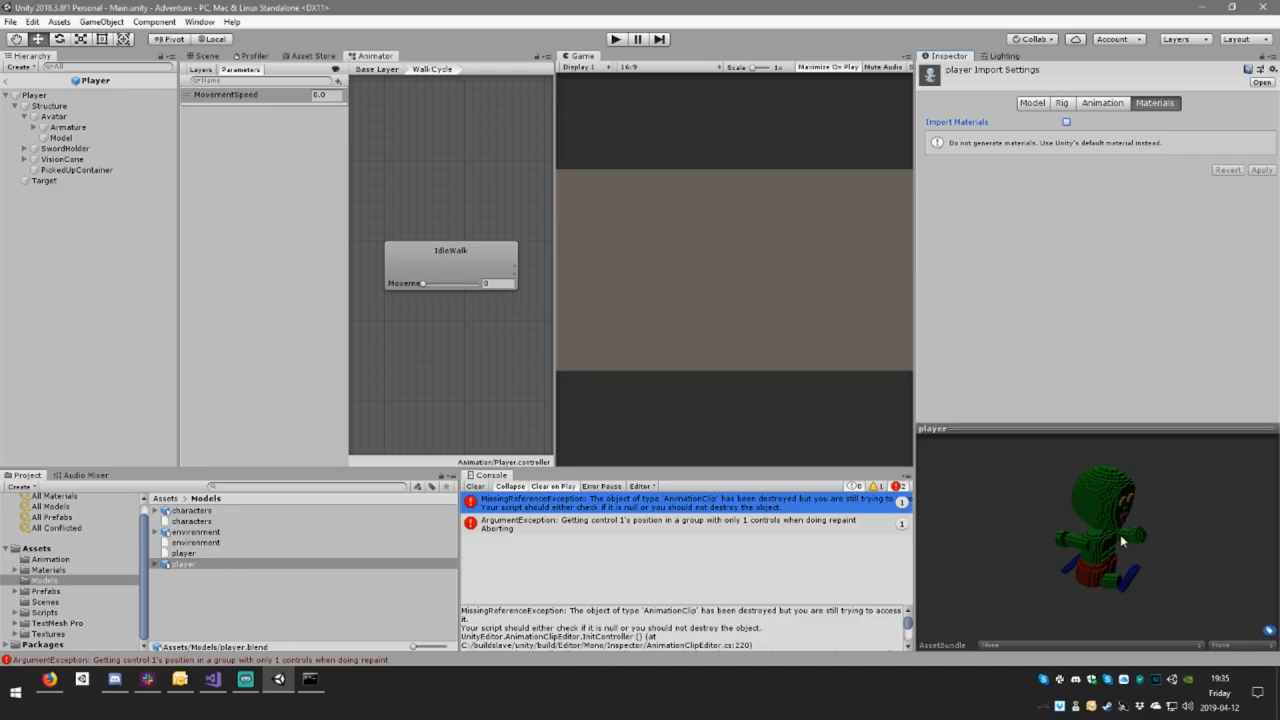 Unity 2018.3.8f1 Personal - Main.unity - Adventure - PC, Mac & Linux Standalone <DX11>
File Edit Assets GameObject Component Window Help
Pivot Local Collab Account Layers Layout
Hierarchy Scene Profiler Asset Store Animator Game Inspector Lighting
Create All Layers Parameters Base Layer WalkCycle Display 1 16:9 Scale 1x Maximize On Play Mute Audio S player Import Settings
Player Name Open
Player MovementSpeed 0.0
Structure Model Rig Animation Materials
Avatar Import Materials
Armature
Model Do not generate materials. Use Unity's default material instead.
SwordHolder
VisionCone
PickedUpContainer Revert Apply
Target
IdleWalk
Moveme 0
player
Animation/Player.controller
Project Audio Mixer Console
Create Clear Collapse Clear on Play Error Pause Editor 0 1 2
All Materials Assets Models MissingReferenceException: The object of type 'AnimationClip' has been destroyed but you are still trying to
All Models Your script should either check if it is null or you should not destroy the object. 1
All Prefabs characters
All Conflicted characters ArgumentException: Getting control 1's position in a group with only 1 controls when doing repaint
environment Aborting 1
environment
Assets player
Animation player
Materials
Models
Prefabs
Scenes
Scripts MissingReferenceException: The object of type 'AnimationClip' has been destroyed but you are still trying to access
TextMesh Pro it.
Textures Your script should either check if it is null or you should not destroy the object.
Packages UnityEditor.AnimationClipEditor.InitController () (at
Assets/Models/player.blend C:/buildslave/unity/build/Editor/Mono/Inspector/AnimationClipEditor.cs:220)
AssetBundle None None
ArgumentException: Getting control 1's position in a group with only 1 controls when doing repaint
19:35
Friday
2019-04-12